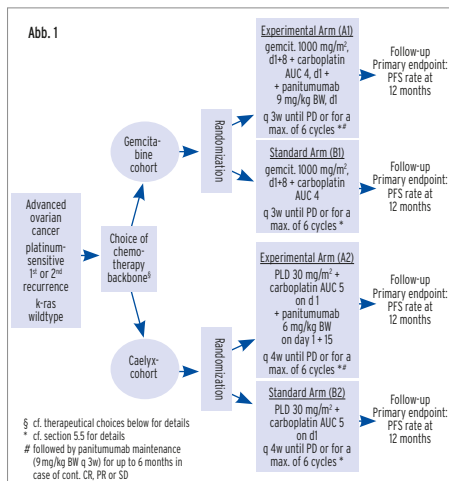 Abb. 1
Advanced
ovarian
cancer
platinum-
sensitive
1st or 2nd
recurrence
k-ras
wildtype
Choice of
chemo-
therapy
backbone§
Gemcita-
bine
cohort
Caelyx-
cohort
Randomization
Randomization
Experimental Arm (A1)
gemcit. 1000 mg/m²,
d1+8 + carboplatin
AUC 4, d1 +
+ panitumumab
9 mg/kg BW, d1
q 3w until PD or for a
max. of 6 cycles *#
Follow-up
Primary endpoint:
PFS rate at
12 months
Standard Arm (B1)
gemcit. 1000 mg/m²,
d1+8 + carboplatin
AUC 4
q 3w until PD or for a
max. of 6 cycles *
Follow-up
Primary endpoint:
PFS rate at
12 months
Experimental Arm (A2)
PLD 30 mg/m² +
carboplatin AUC 5
on d 1
+ panitumumab
6 mg/kg BW
on day 1 + 15
q 4w until PD or for a
max. of 6 cycles *#
Follow-up
Primary endpoint:
PFS rate at
12 months
Standard Arm (B2)
PLD 30 mg/m² +
carboplatin AUC 5
on d1
q 4w until PD or for a
max. of 6 cycles *
Follow-up
Primary endpoint:
PFS rate at
12 months
§ cf. therapeutical choices below for details
* cf. section 5.5 for details
# followed by panitumumab maintenance
(9 mg/kg BW q 3w) for up to 6 months in
case of cont. CR, PR or SD